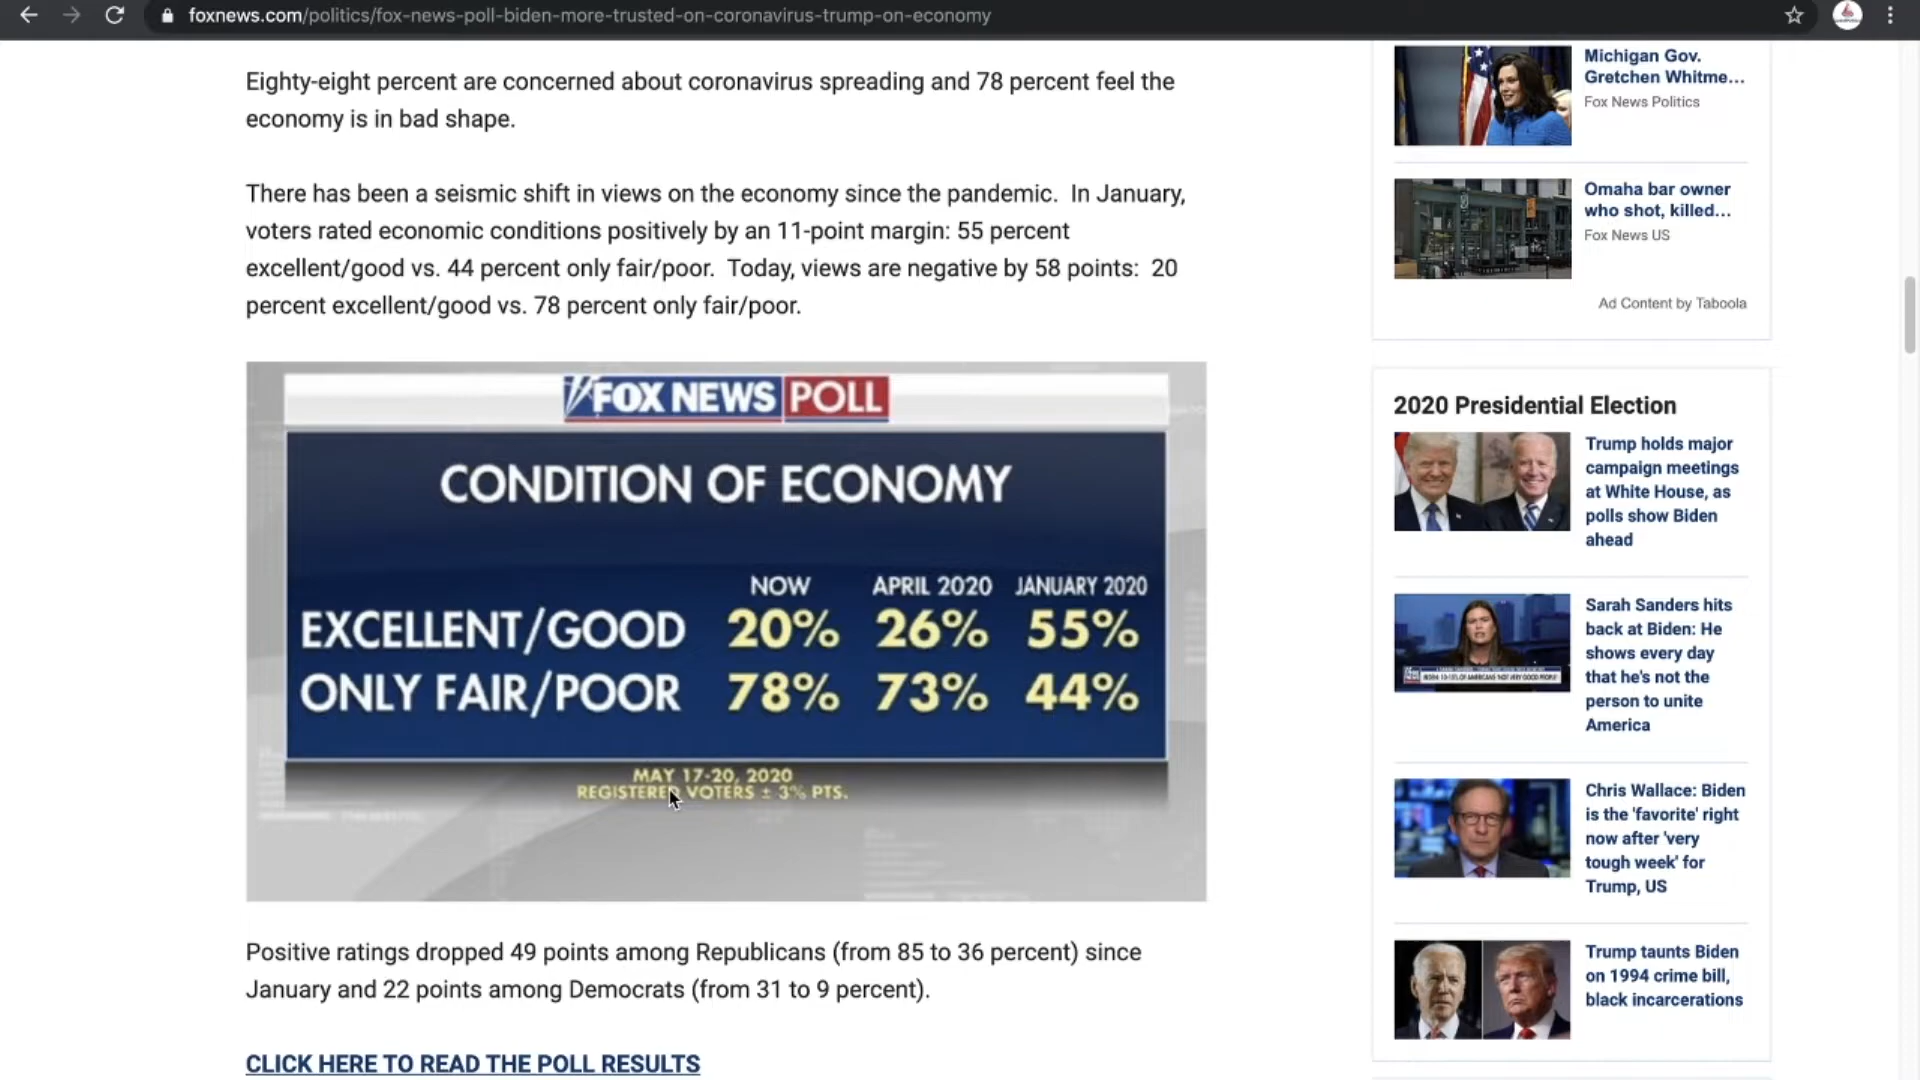 foxnews.com/politics/fox-news-poll-biden-more-trusted-on-coronavirus-trump-on-economy
Eighty-eight percent are concerned about coronavirus spreading and 78 percent feel the
economy is in bad shape.
There has been a seismic shift in views on the economy since the pandemic.  In January,
voters rated economic conditions positively by an 11-point margin: 55 percent
excellent/good vs. 44 percent only fair/poor.  Today, views are negative by 58 points:  20
percent excellent/good vs. 78 percent only fair/poor.
FOX NEWS POLL
CONDITION OF ECONOMY
NOW APRIL 2020 JANUARY 2020
EXCELLENT/GOOD 20% 26% 55%
ONLY FAIR/POOR 78% 73% 44%
MAY 17-20, 2020
REGISTERED VOTERS ± 3% PTS.
Positive ratings dropped 49 points among Republicans (from 85 to 36 percent) since
January and 22 points among Democrats (from 31 to 9 percent).
CLICK HERE TO READ THE POLL RESULTS
Michigan Gov.
Gretchen Whitme...
Fox News Politics
Omaha bar owner
who shot, killed...
Fox News US
Ad Content by Taboola
2020 Presidential Election
Trump holds major
campaign meetings
at White House, as
polls show Biden
ahead
Sarah Sanders hits
back at Biden: He
shows every day
that he's not the
person to unite
America
Chris Wallace: Biden
is the 'favorite' right
now after 'very
tough week' for
Trump, US
Trump taunts Biden
on 1994 crime bill,
black incarcerations